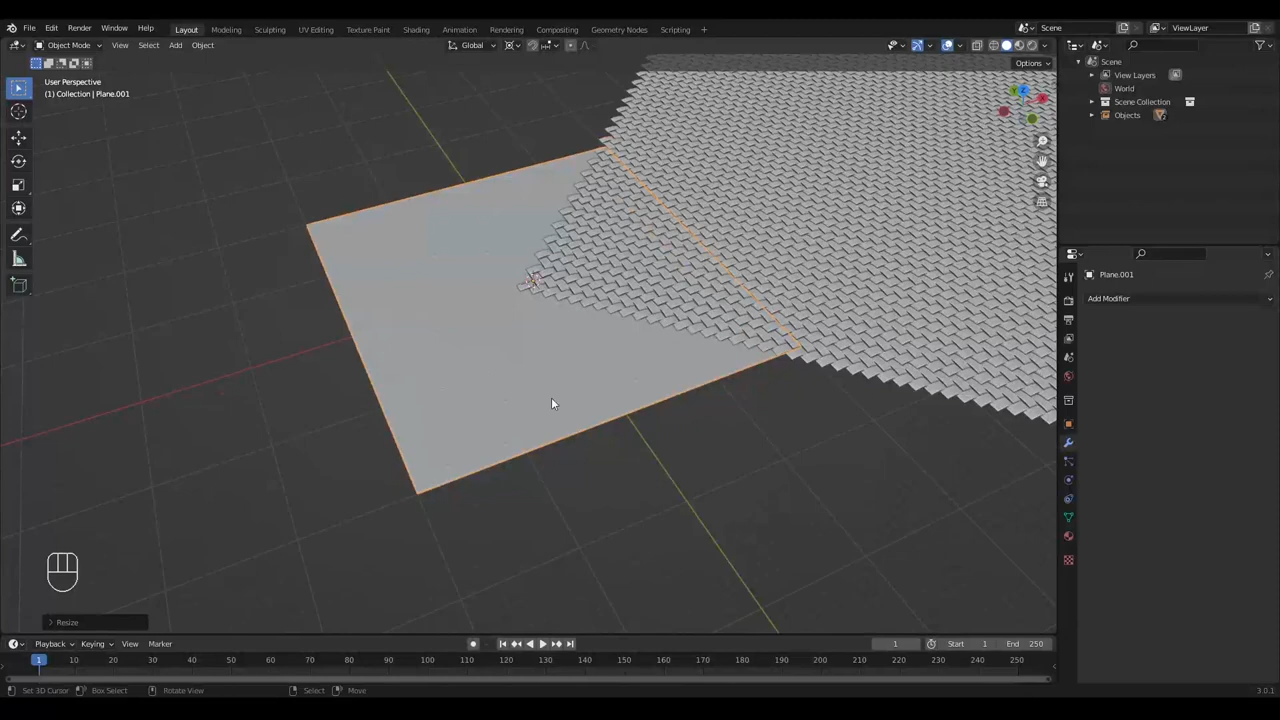 File Edit Render Window Help Layout Modeling Sculpting UV Editing Texture Paint Shading Animation Rendering Compositing Geometry Nodes Scripting + Scene ViewLayer
Object Mode View Select Add Object Global
Options
User Perspective
(1) Collection | Plane.001
Scene
View Layers
World
Scene Collection
Objects
Y Z X
Plane.001
Add Modifier
Resize
Playback Keying View Marker 1 Start 1 End 250
1 10 20 30 40 50 60 70 80 90 100 110 120 130 140 150 160 170 180 190 200 210 220 230 240 250
Set 3D Cursor Box Select Rotate View Select Move 3.0.1